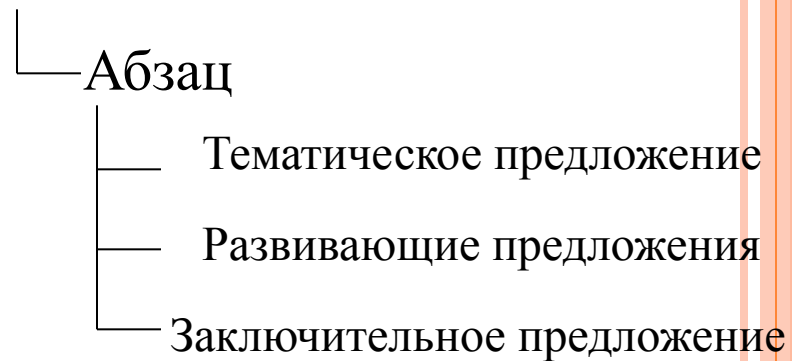 Абзац
Тематическое предложение
Развивающие предложения
Заключительное предложение